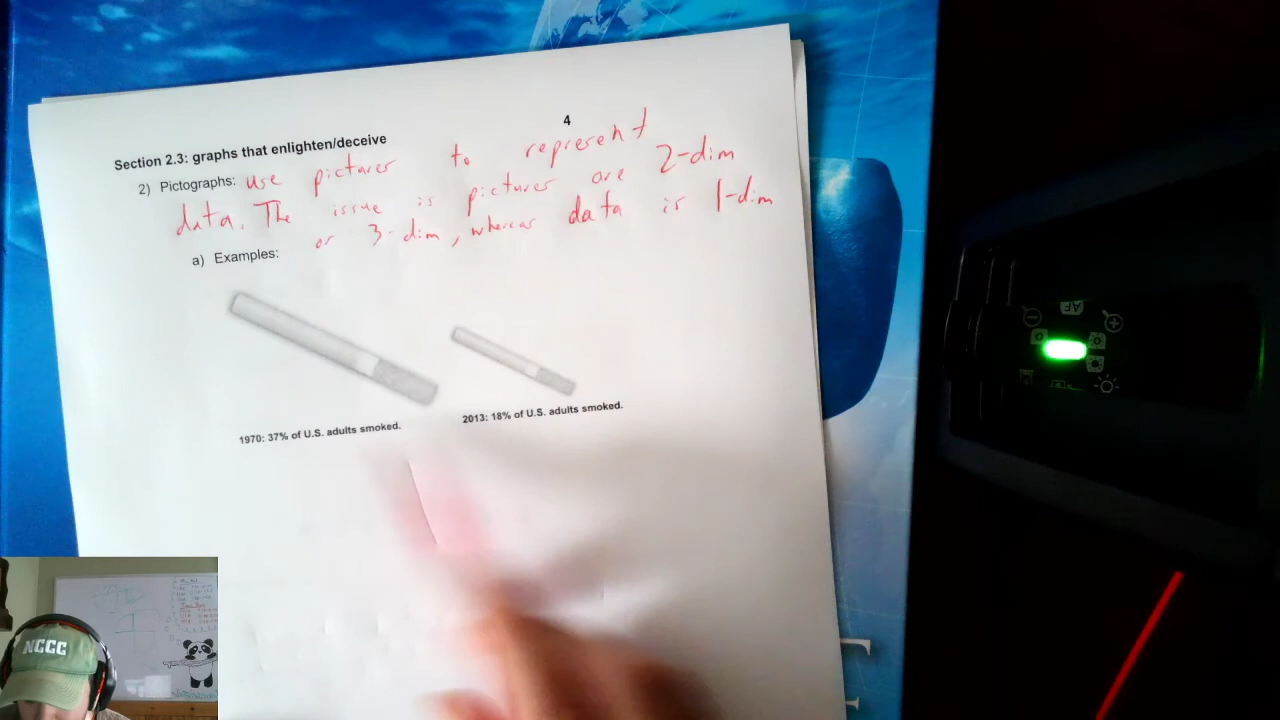 4
Section 2.3: graphs that enlighten/deceive
2) Pictographs: use pictures to represent
data. The issue is pictures are 2-dim
or 3-dim, whereas data is 1-dim
a) Examples:
1970: 37% of U.S. adults smoked.
2013: 18% of U.S. adults smoked.
AF
NCCC